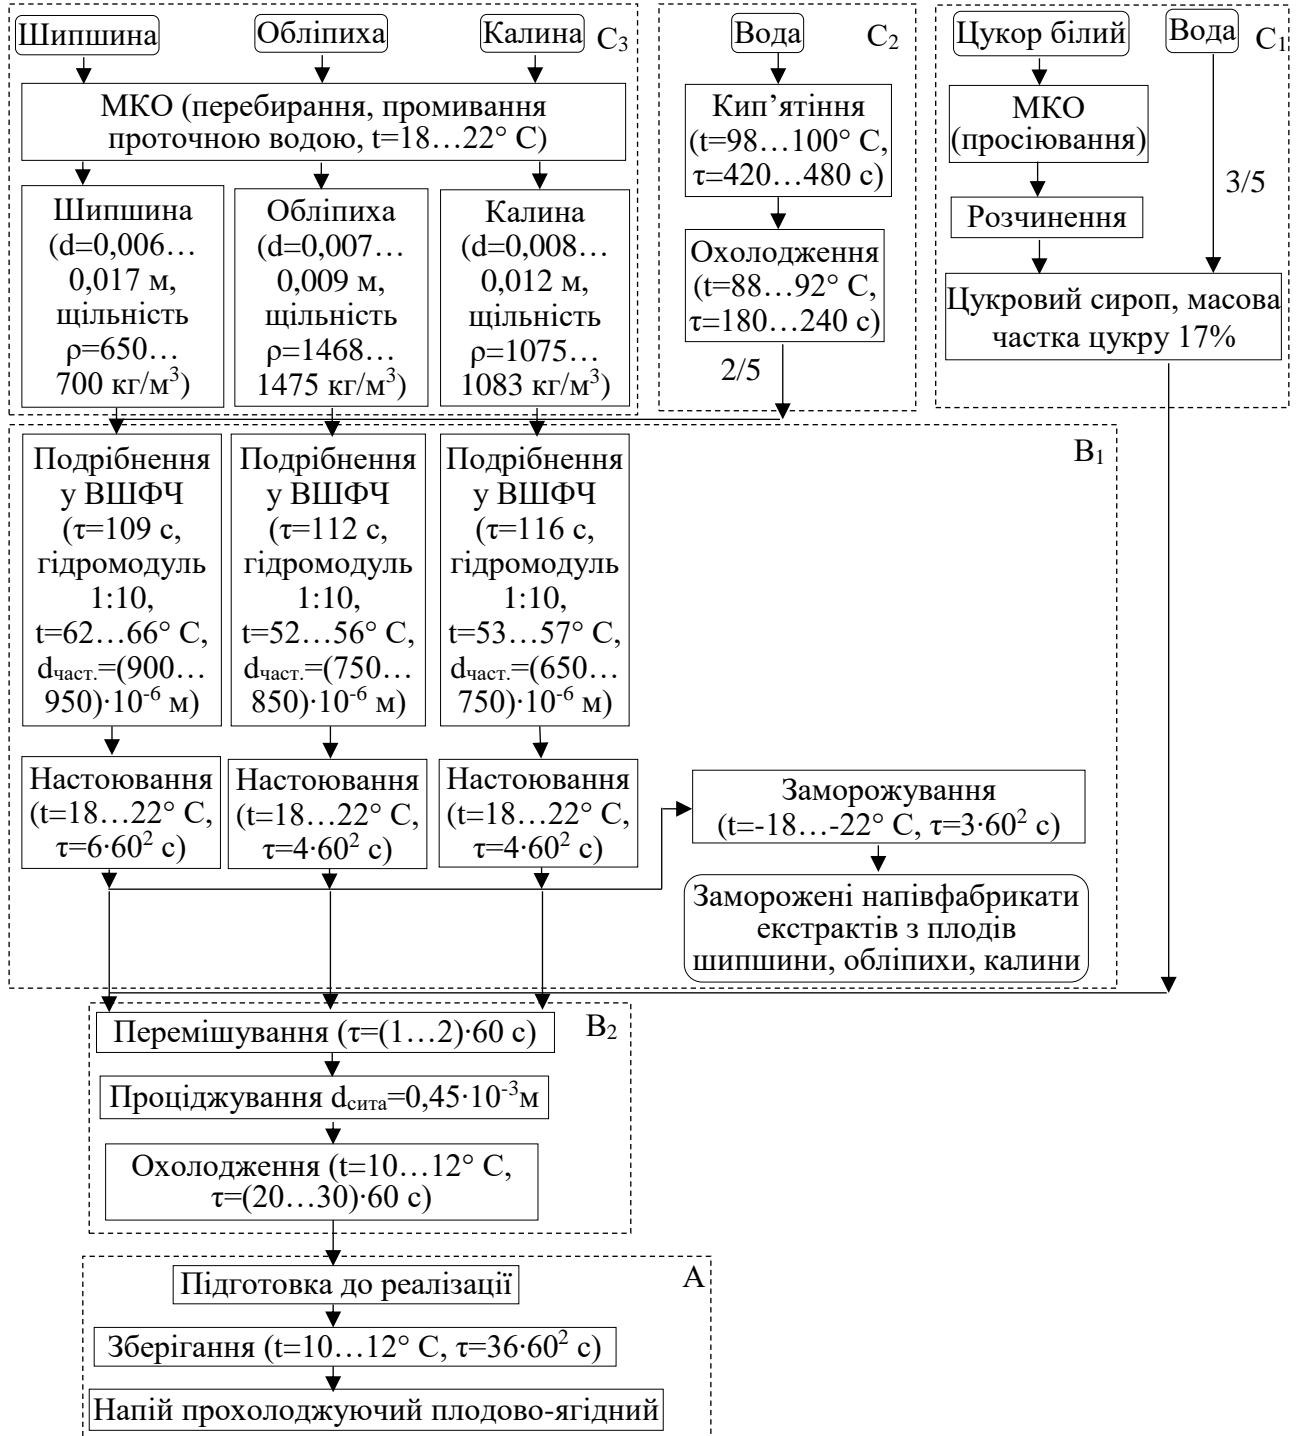 Шипшина
Обліпиха
Калина
С3
Вода
С2
Цукор білий
Вода
С1
МКО (перебирання, промивання
проточною водою, t=18…22° С)
Кип’ятіння
(t=98…100° С,
τ=420…480 с)
МКО
(просіювання)
3/5
Шипшина
(d=0,006…
0,017 м,
щільність
ρ=650…
700 кг/м³)
Обліпиха
(d=0,007…
0,009 м,
щільність
ρ=1468…
1475 кг/м³)
Калина
(d=0,008…
0,012 м,
щільність
ρ=1075…
1083 кг/м³)
Охолодження
(t=88…92° С,
τ=180…240 с)
2/5
Розчинення
Цукровий сироп, масова
частка цукру 17%
В1
Подрібнення
у ВШФЧ
(τ=109 с,
гідромодуль
1:10,
t=62…66° С,
dчаст.=(900…
950)·10⁻⁶ м)
Подрібнення
у ВШФЧ
(τ=112 с,
гідромодуль
1:10,
t=52…56° С,
dчаст.=(750…
850)·10⁻⁶ м)
Подрібнення
у ВШФЧ
(τ=116 с,
гідромодуль
1:10,
t=53…57° С,
dчаст.=(650…
750)·10⁻⁶ м)
Настоювання
(t=18…22° С,
τ=6·60² с)
Настоювання
(t=18…22° С,
τ=4·60² с)
Настоювання
(t=18…22° С,
τ=4·60² с)
Заморожування
(t=-18…-22° С, τ=3·60² с)
Заморожені напівфабрикати
екстрактів з плодів
шипшини, обліпихи, калини
В2
Перемішування (τ=(1…2)·60 с)
Проціджування dсита=0,45·10⁻³м
Охолодження (t=10…12° С,
τ=(20…30)·60 с)
А
Підготовка до реалізації
Зберігання (t=10…12° С, τ=36·60² с)
Напій прохолоджуючий плодово-ягідний